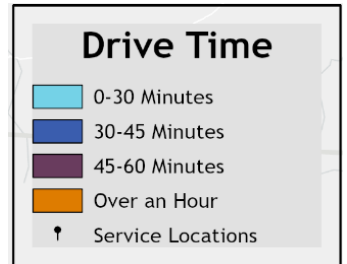 Drive Time
0-30 Minutes
30-45 Minutes
45-60 Minutes
Over an Hour
Service Locations